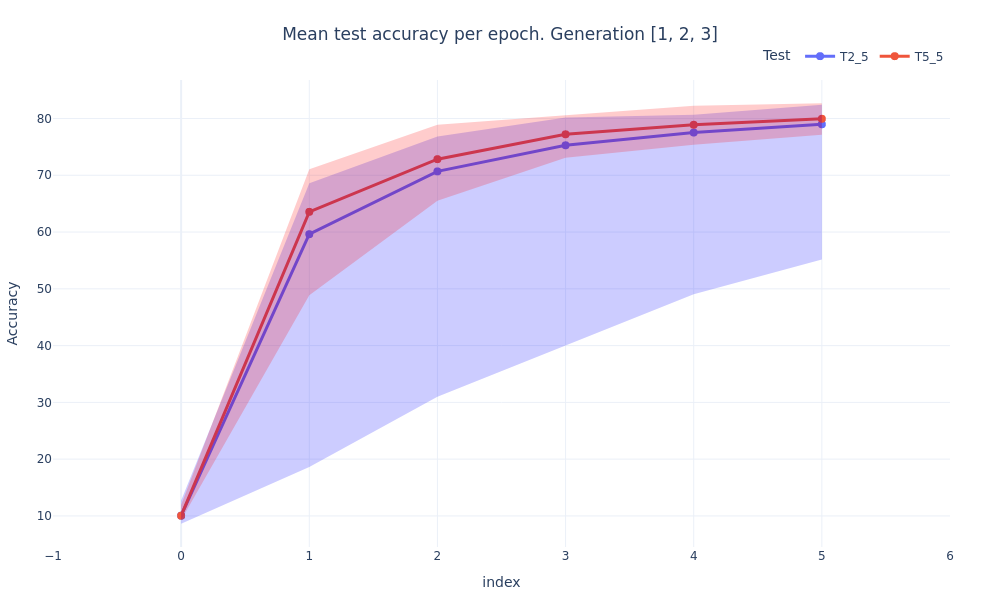 Mean test accuracy per epoch. Generation [1, 2, 3]
Test T2_5 T5_5
Accuracy
80
70
60
50
40
30
20
10
−1 0 1 2 3 4 5 6
index